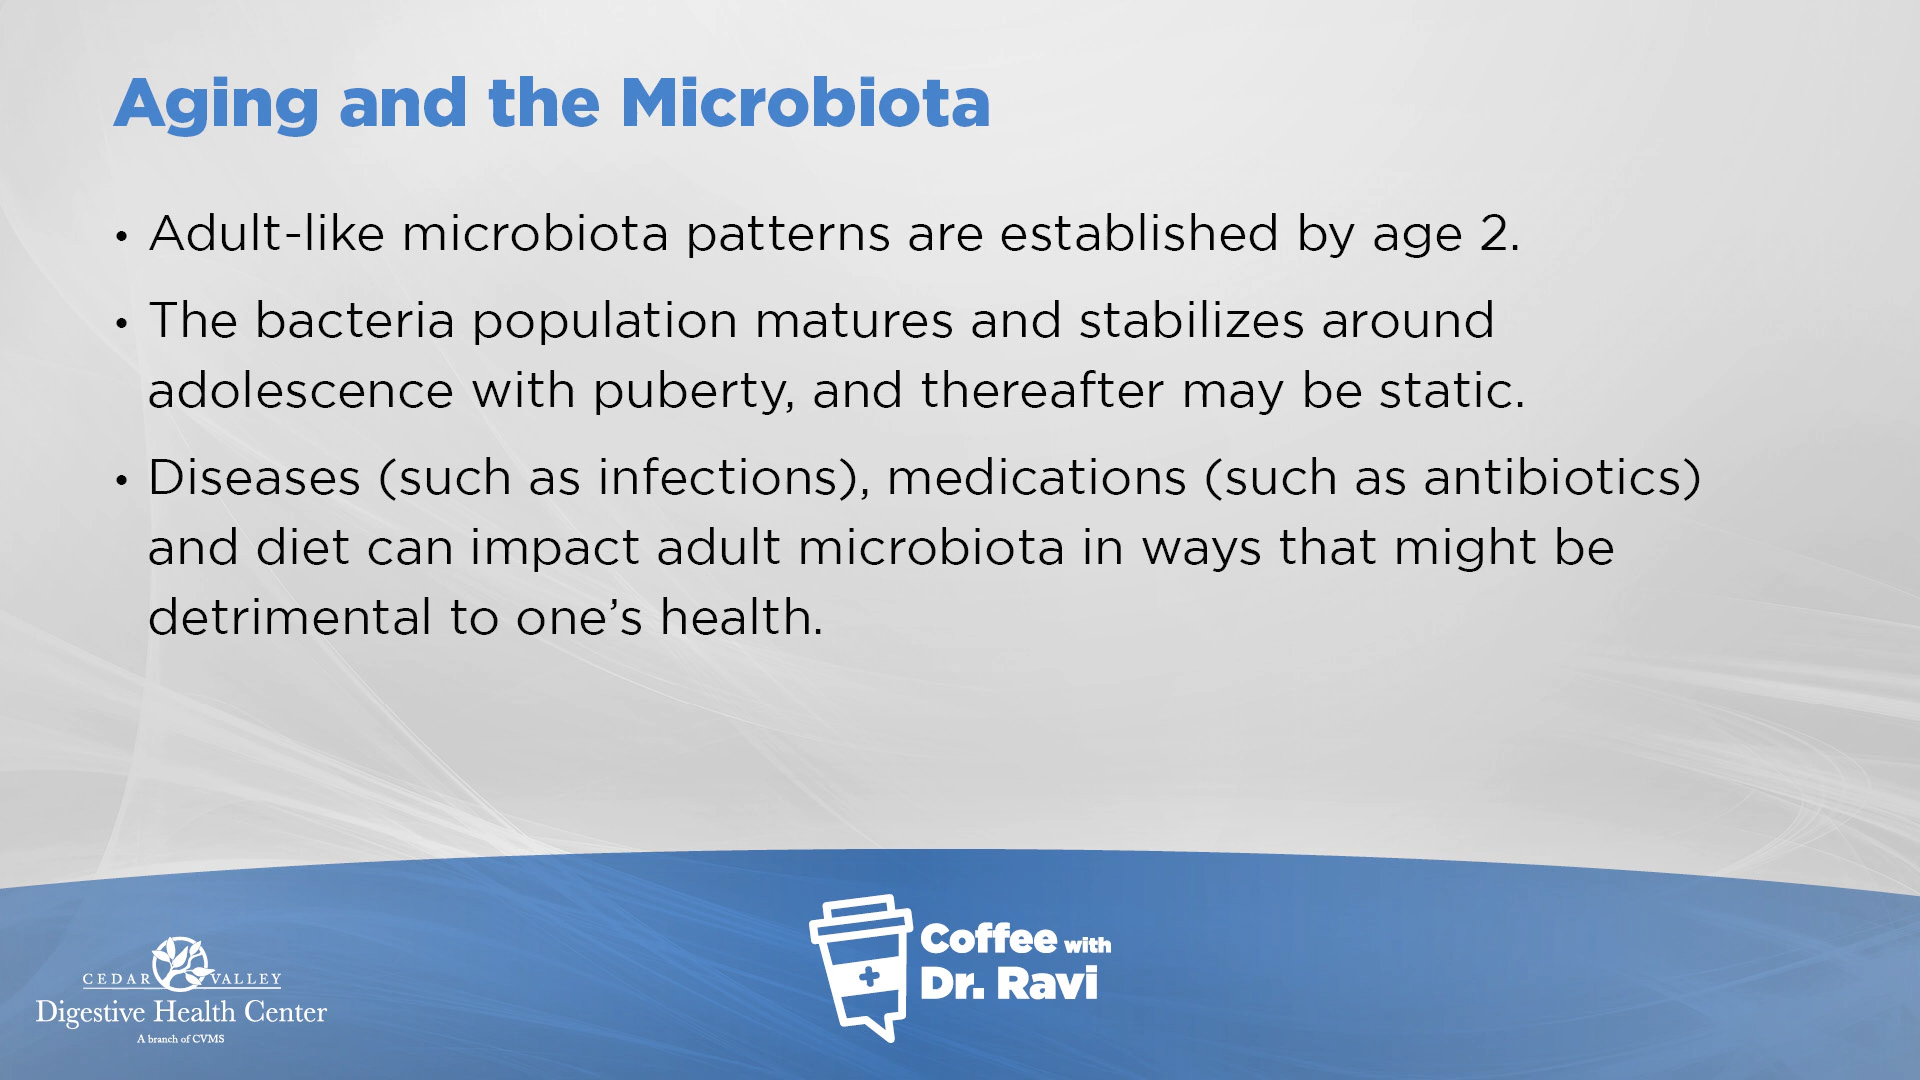 Aging and the Microbiota
• Adult-like microbiota patterns are established by age 2.
• The bacteria population matures and stabilizes around
adolescence with puberty, and thereafter may be static.
• Diseases (such as infections), medications (such as antibiotics)
and diet can impact adult microbiota in ways that might be
detrimental to one’s health.
CEDAR VALLEY
Digestive Health Center
A branch of CVMS
Coffee with
Dr. Ravi